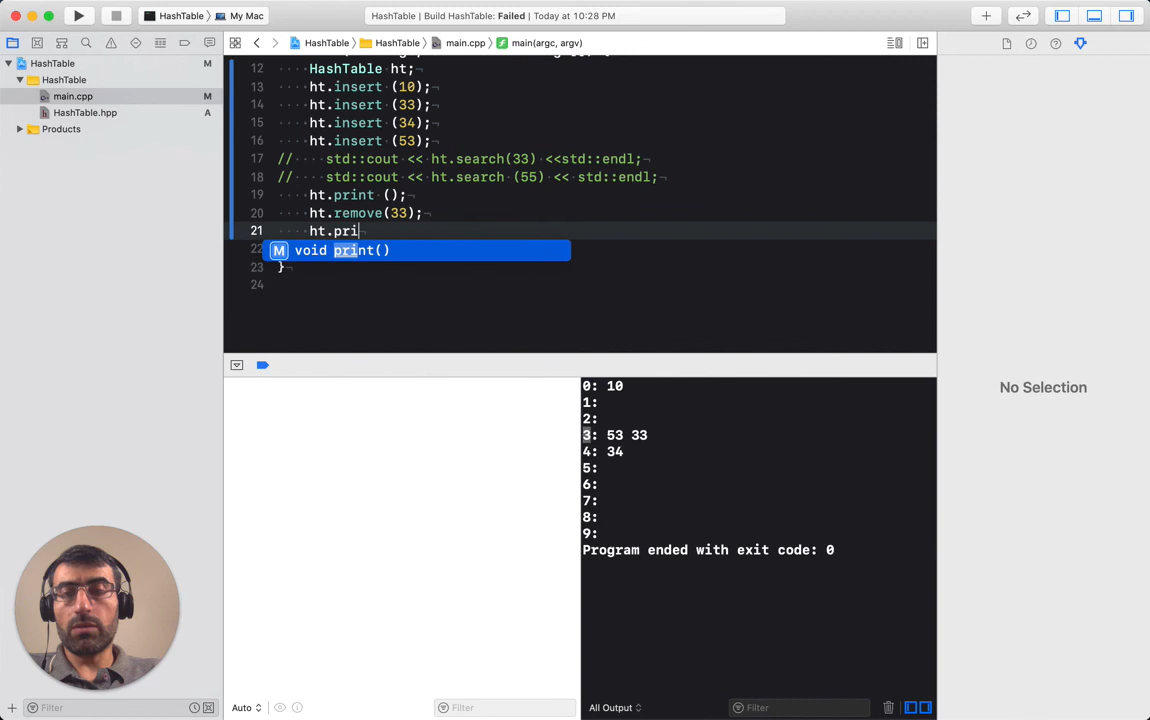 HashTable 〉 My Mac
HashTable | Build HashTable: Failed | Today at 10:28 PM
HashTable M
HashTable
main.cpp M
HashTable.hpp A
Products
HashTable 〉 HashTable 〉 main.cpp 〉 main(argc, argv)
12 HashTable ht;
13 ht.insert (10);
14 ht.insert (33);
15 ht.insert (34);
16 ht.insert (53);
17 // std::cout << ht.search(33) <<std::endl;
18 // std::cout << ht.search (55) << std::endl;
19 ht.print ();
20 ht.remove(33);
21 ht.pri
22 M void print()
23 }
24
0: 10
1:
2:
3: 53 33
4: 34
5:
6:
7:
8:
9:
Program ended with exit code: 0
No Selection
Filter
Auto
Filter
All Output
Filter